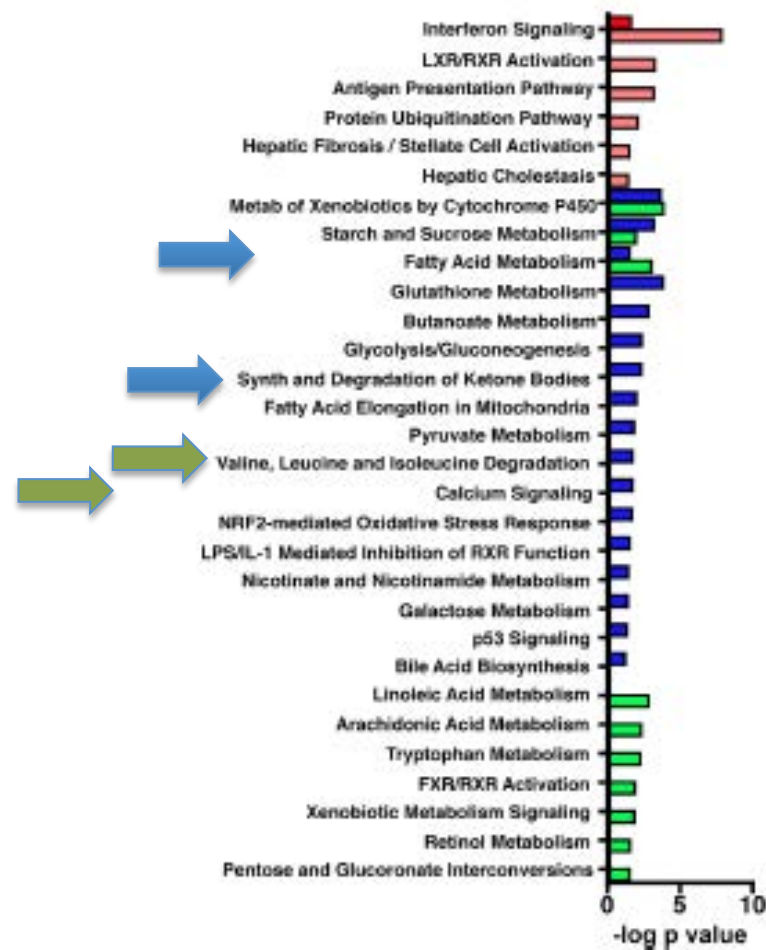 Interferon Signaling
LXR/RXR Activation
Antigen Presentation Pathway
Protein Ubiquitination Pathway
Hepatic Fibrosis / Stellate Cell Activation
Hepatic Cholestasis
Metab of Xenobiotics by Cytochrome P450
Starch and Sucrose Metabolism
Fatty Acid Metabolism
Glutathione Metabolism
Butanoate Metabolism
Glycolysis/Gluconeogenesis
Synth and Degradation of Ketone Bodies
Fatty Acid Elongation in Mitochondria
Pyruvate Metabolism
Valine, Leucine and Isoleucine Degradation
Calcium Signaling
NRF2-mediated Oxidative Stress Response
LPS/IL-1 Mediated Inhibition of RXR Function
Nicotinate and Nicotinamide Metabolism
Galactose Metabolism
p53 Signaling
Bile Acid Biosynthesis
Linoleic Acid Metabolism
Arachidonic Acid Metabolism
Tryptophan Metabolism
FXR/RXR Activation
Xenobiotic Metabolism Signaling
Retinol Metabolism
Pentose and Glucoronate Interconversions
0 5 10
-log p value